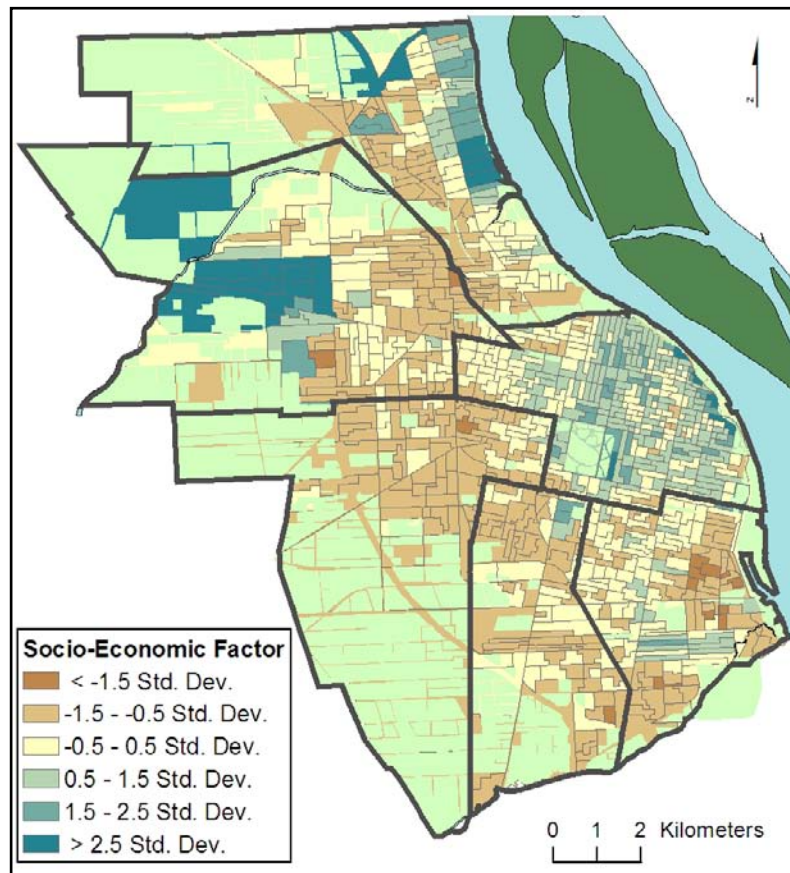 N
Socio-Economic Factor
< -1.5 Std. Dev.
-1.5 - -0.5 Std. Dev.
-0.5 - 0.5 Std. Dev.
0.5 - 1.5 Std. Dev.
1.5 - 2.5 Std. Dev.
> 2.5 Std. Dev.
0 1 2 Kilometers